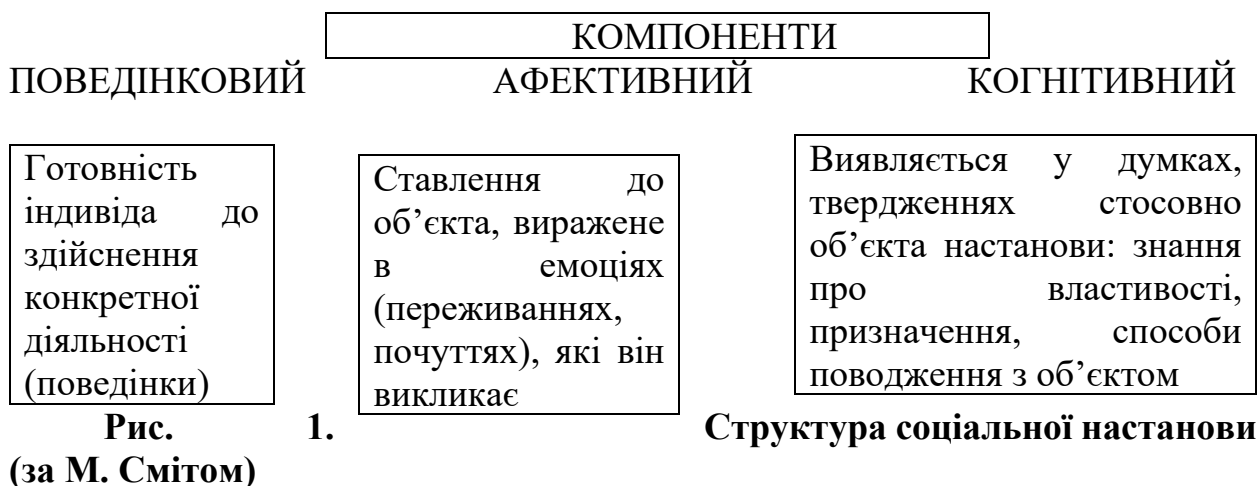 КОМПОНЕНТИ
ПОВЕДІНКОВИЙ АФЕКТИВНИЙ КОГНІТИВНИЙ
Готовність
індивіда до
здійснення
конкретної
діяльності
(поведінки)
Ставлення до
об’єкта, виражене
в емоціях
(переживаннях,
почуттях), які він
викликає
Виявляється у думках,
твердженнях стосовно
об’єкта настанови: знання
про властивості,
призначення, способи
поводження з об’єктом
Рис. 1. Структура соціальної настанови
(за М. Смітом)